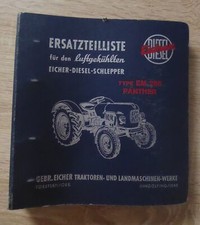 ERSATZTEILLISTE
für den luftgekühlten
EICHER-DIESEL-SCHLEPPER
DIESEL
PANTHER
GEBR. EICHER TRAKTOREN- UND LANDMASCHINEN-WERKE